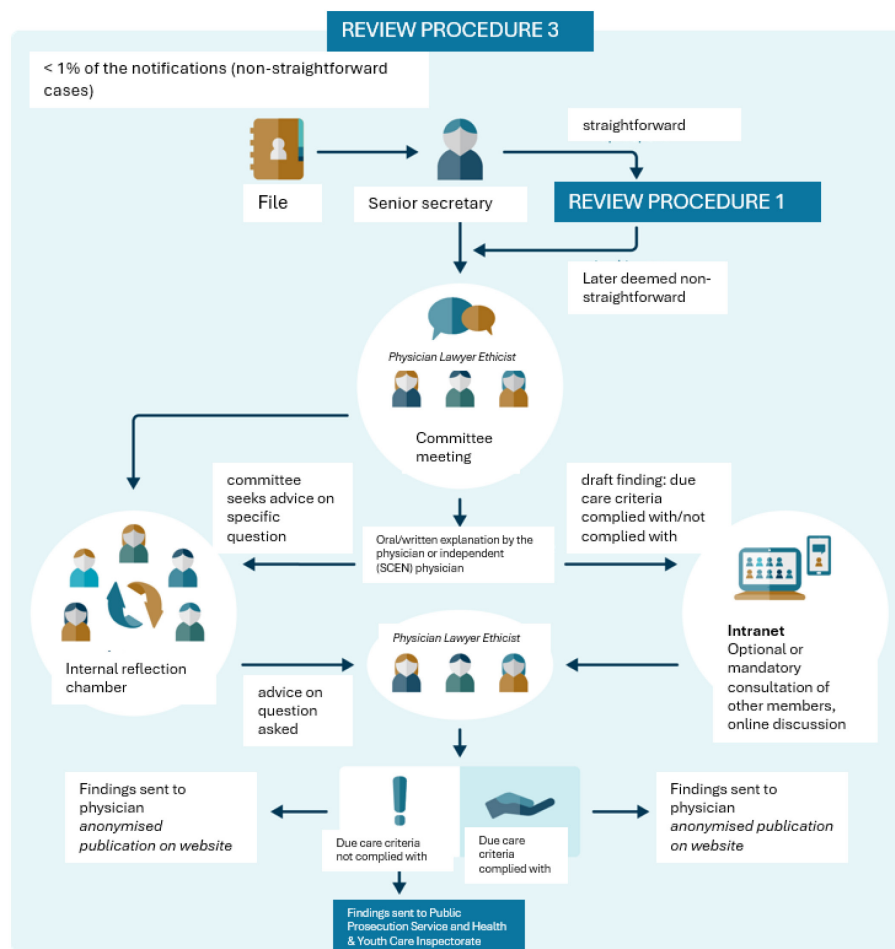 REVIEW PROCEDURE 3
< 1% of the notifications (non-straightforward
cases)
straightforward
File
Senior secretary
REVIEW PROCEDURE 1
Later deemed non-
straightforward
Physician Lawyer Ethicist
Committee
meeting
committee
seeks advice on
specific
question
draft finding: due
care criteria
complied with/not
complied with
Oral/written explanation by the
physician or independent
(SCEN) physician
Internal reflection
chamber
Intranet
Optional or
mandatory
consultation of
other members,
online discussion
Physician Lawyer Ethicist
advice on
question
asked
Findings sent to
physician
anonymised
publication on website
Due care criteria
not complied with
Due care
criteria
complied with
Findings sent to
physician
anonymised publication
on website
Findings sent to Public
Prosecution Service and Health
& Youth Care Inspectorate